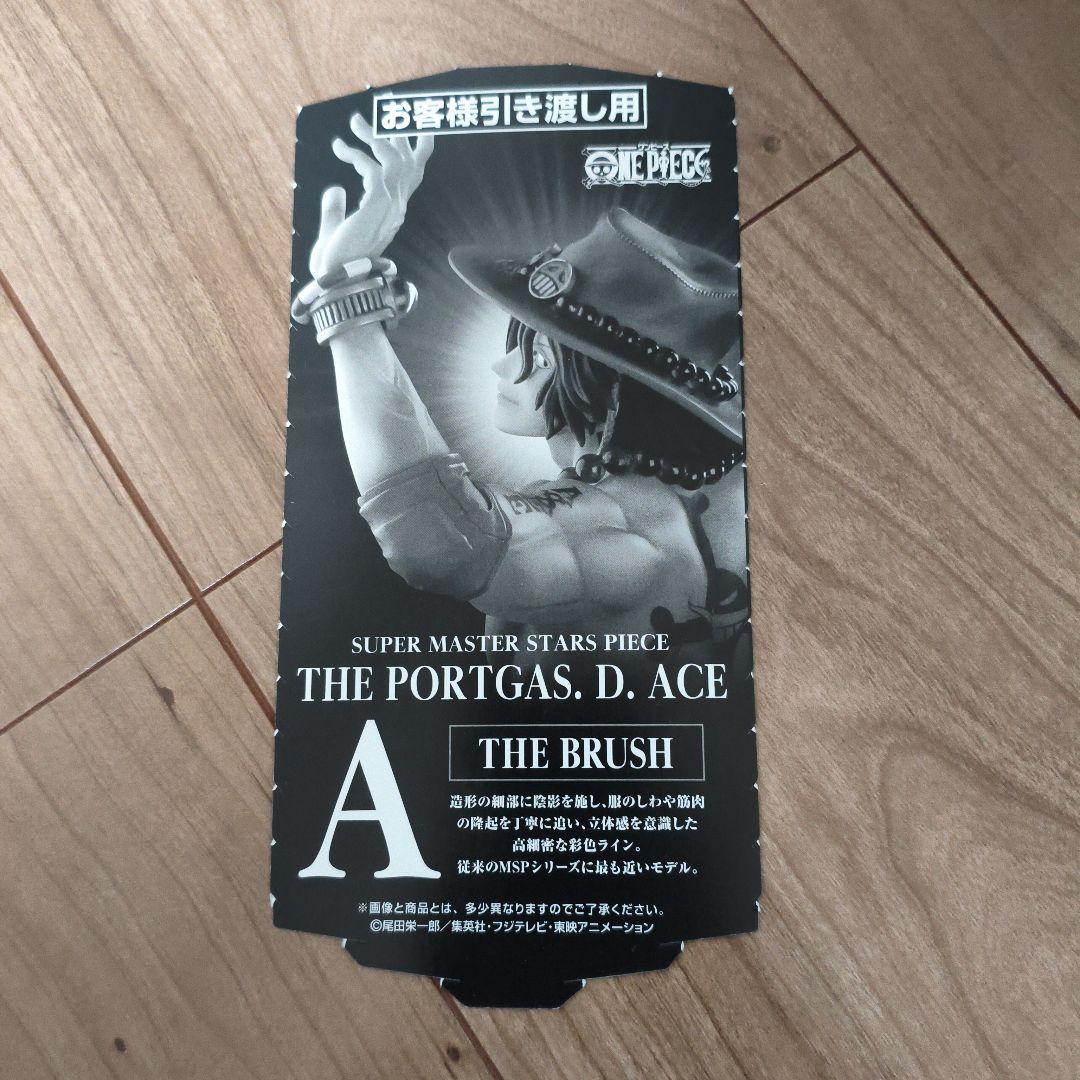 お客様引き渡し用
ワンピース
ONE PIECE
SUPER MASTER STARS PIECE
THE PORTGAS. D. ACE
A
THE BRUSH
造形の細部に陰影を施し、服のしわや筋肉
の隆起を丁寧に追い、立体感を意識した
高細密な彩色ライン。
従来のMSPシリーズに最も近いモデル。
※画像と商品とは、多少異なりますのでご了承ください。
©尾田栄一郎／集英社・フジテレビ・東映アニメーション